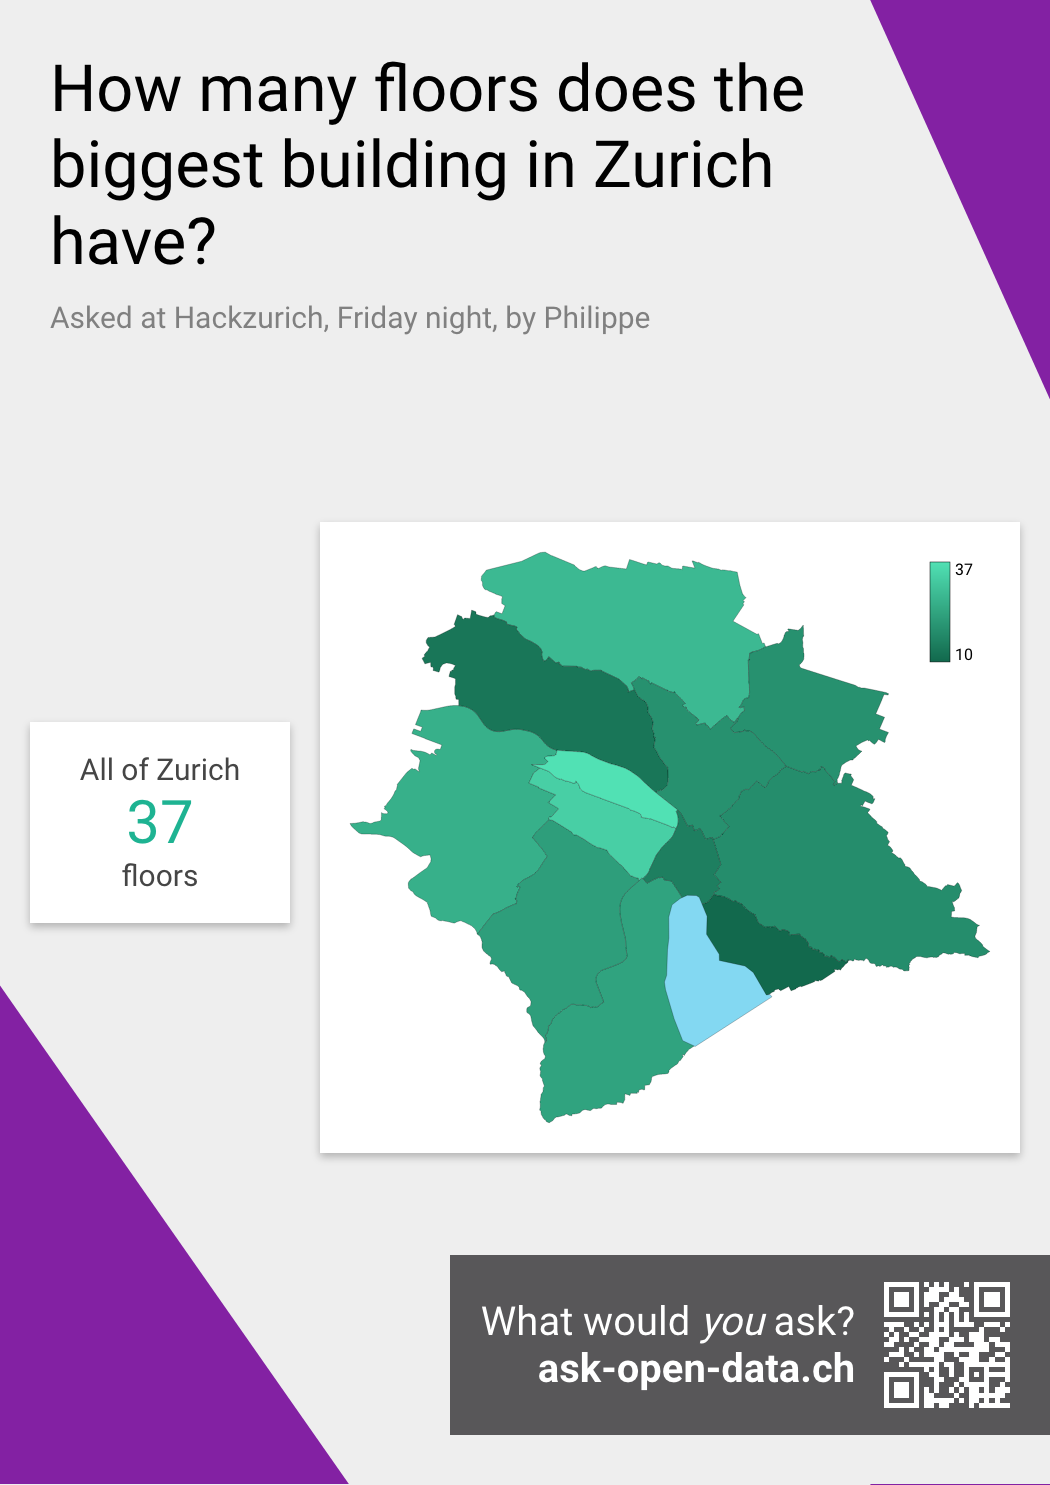 How many floors does the
biggest building in Zurich
have?
Asked at Hackzurich, Friday night, by Philippe
37
10
All of Zurich
37
floors
What would you ask?
ask-open-data.ch